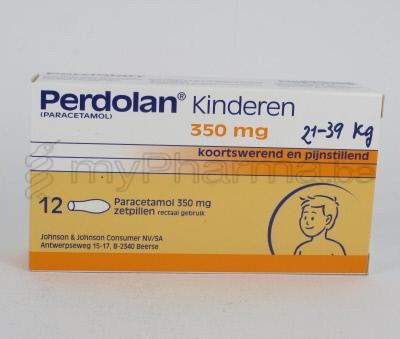 Perdolan® Kinderen
(PARACETAMOL)
350 mg
21-39 kg
koortswerend en pijnstillend
myPharma.be
12
Paracetamol 350 mg
zetpillen rectaal gebruik
Johnson & Johnson Consumer NV/SA
Antwerpseweg 15-17, B-2340 Beerse